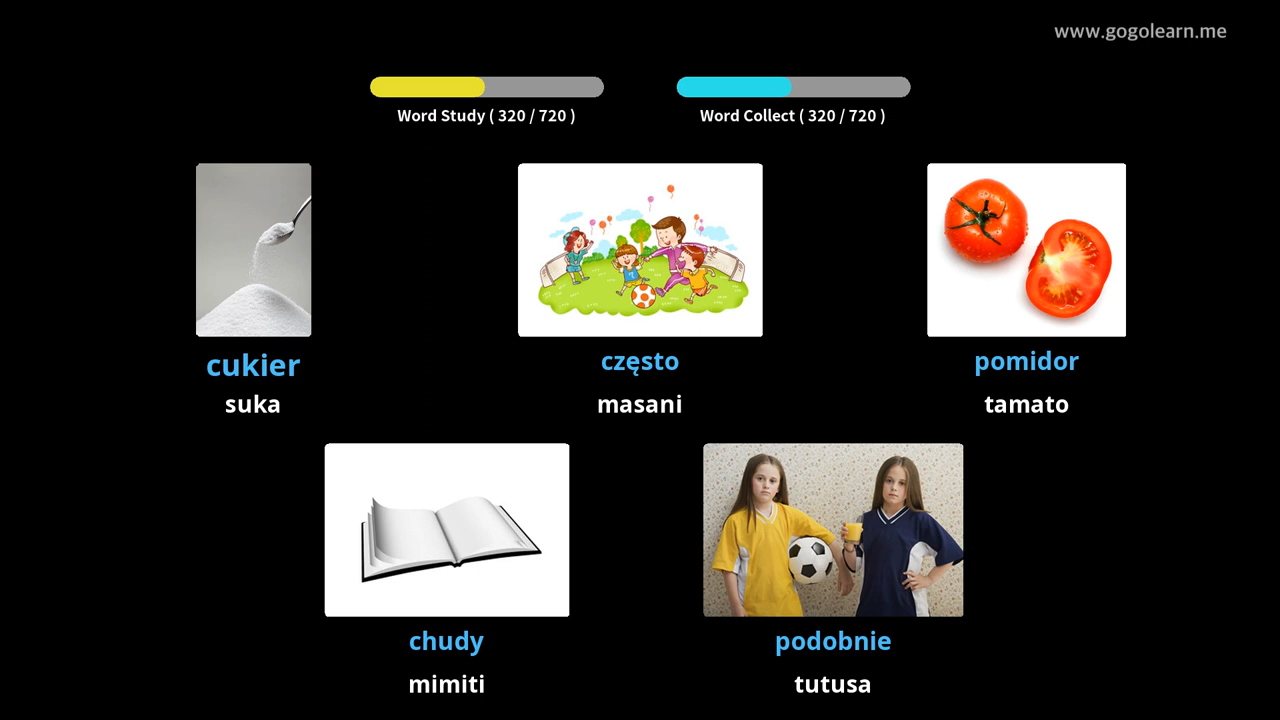 www.gogolearn.me
Word Study ( 320 / 720 )
Word Collect ( 320 / 720 )
cukier
często
pomidor
suka
masani
tamato
chudy
podobnie
mimiti
tutusa